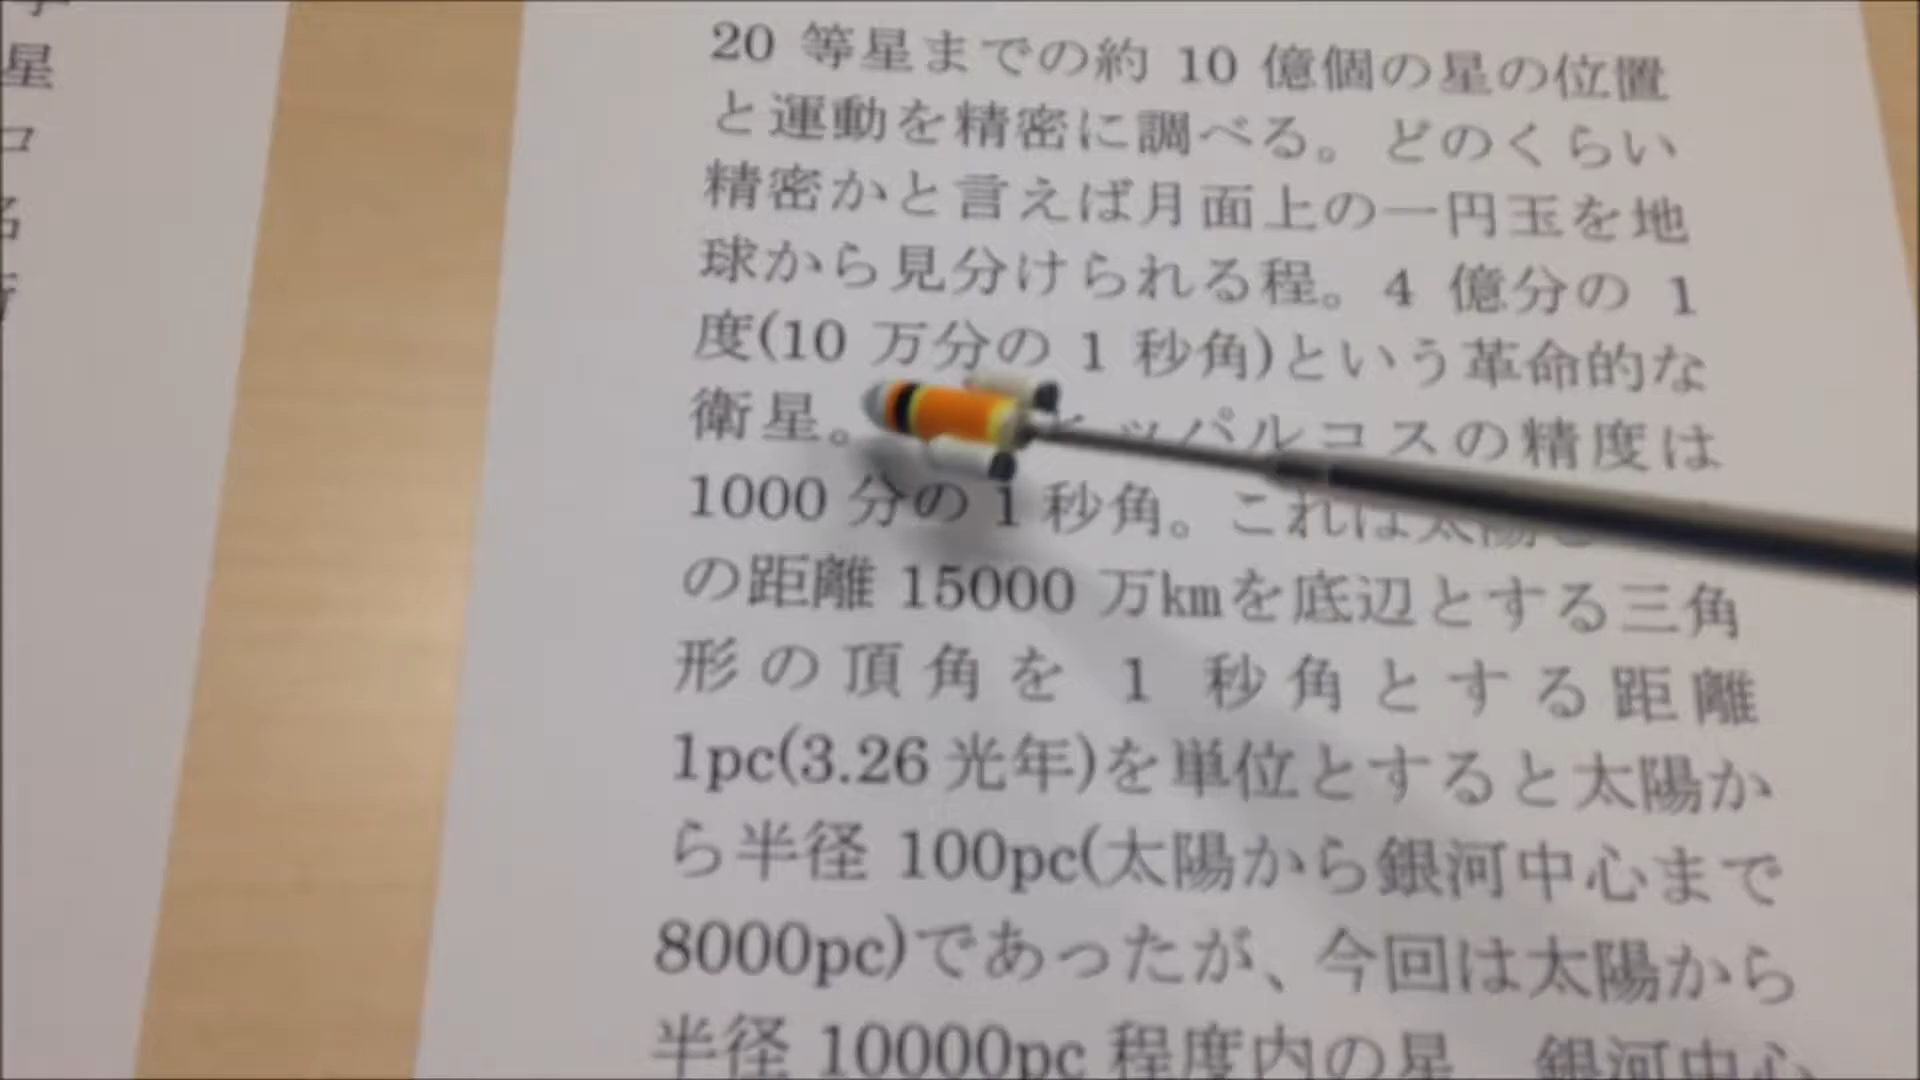 星
コ
名
20 等星までの約 10 億個の星の位置
と運動を精密に調べる。どのくらい
精密かと言えば月面上の一円玉を地
球から見分けられる程。4 億分の 1
度(10 万分の 1 秒角)という革命的な
衛星。 ッパルコスの精度は
1000 分の 1 秒角。これは太陽
の距離 15000 万㎞を底辺とする三角
形の頂角を 1 秒角とする距離
1pc(3.26 光年)を単位とすると太陽か
ら半径 100pc(太陽から銀河中心まで
8000pc)であったが、今回は太陽から
半径 10000pc 程度内の星 銀河中心